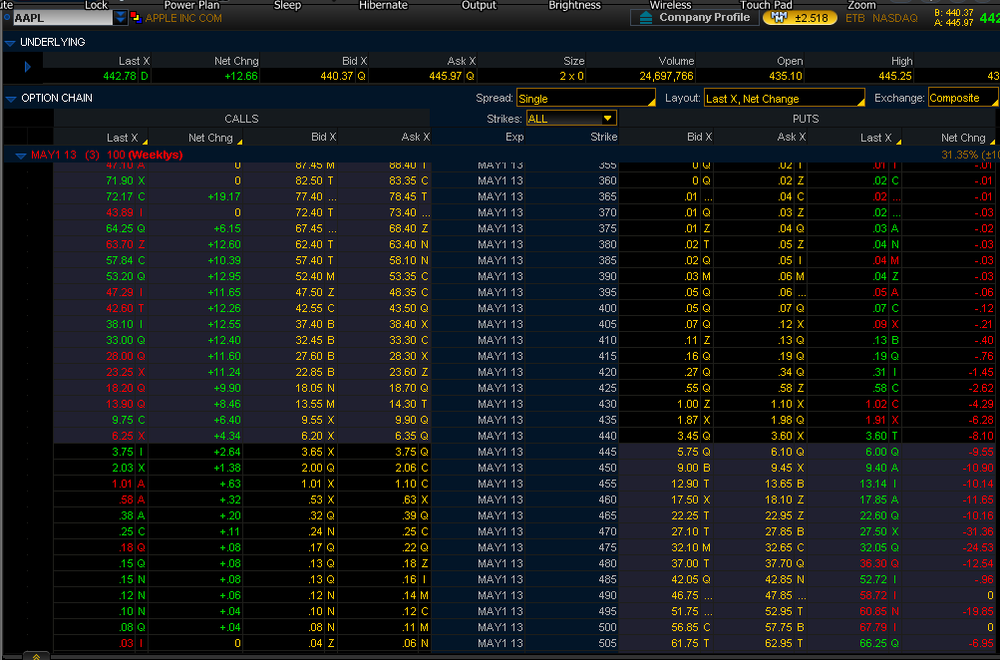 ute Lock Power Plan Sleep Hibernate Output Brightness Wireless Touch Pad Zoom
AAPL APPLE INC COM Company Profile ±2.518 ETB NASDAQ B: 440.37 A: 445.97 442
UNDERLYING
Last X Net Chng Bid X Ask X Size Volume Open High
442.78 D +12.66 440.37 Q 445.97 Q 2 x 0 24,697,766 435.10 445.25 43
OPTION CHAIN Spread: Single Layout: Last X, Net Change Exchange: Composite
CALLS Strikes: ALL PUTS
Last X Net Chng Bid X Ask X Exp Strike Bid X Ask X Last X Net Chng
MAY1 13 (3) 100 (Weeklys) 31.35% (±10
47.10 A 0 87.45 M 88.40 T MAY1 13 355 0 Q .02 T .01 I -.01
71.90 X 0 82.50 T 83.35 C MAY1 13 360 0 Q .02 Z .02 C -.01
72.17 C +19.17 77.40 ... 78.45 T MAY1 13 365 .01 ... .04 C .02 ... -.01
43.89 I 0 72.40 T 73.40 ... MAY1 13 370 .01 Q .03 Z .02 ... -.03
64.25 Q +6.15 67.45 ... 68.40 Z MAY1 13 375 .01 Z .04 Q .03 A -.02
63.70 Z +12.60 62.40 T 63.40 N MAY1 13 380 .02 T .05 Z .04 N -.03
57.84 C +10.39 57.40 T 58.10 N MAY1 13 385 .02 Q .05 I .04 M -.03
53.20 Q +12.95 52.40 M 53.35 C MAY1 13 390 .03 M .06 M .04 Z -.03
47.29 I +11.65 47.50 Z 48.35 C MAY1 13 395 .05 Q .06 ... .05 A -.06
42.60 T +12.26 42.55 C 43.50 Q MAY1 13 400 .05 Q .07 Q .07 C -.12
38.10 I +12.55 37.40 B 38.40 X MAY1 13 405 .07 Q .12 X .09 X -.21
33.00 Q +12.40 32.45 B 33.30 C MAY1 13 410 .11 Z .13 Q .13 B -.40
28.00 Q +11.60 27.60 B 28.30 X MAY1 13 415 .16 Q .19 Q .19 Q -.76
23.25 X +11.24 22.85 B 23.60 Z MAY1 13 420 .27 Q .34 Q .31 I -1.45
18.20 Q +9.90 18.05 N 18.70 Q MAY1 13 425 .55 Q .58 Z .58 C -2.62
13.90 Q +8.46 13.55 M 14.30 T MAY1 13 430 1.00 Z 1.10 X 1.02 C -4.29
9.75 C +6.40 9.55 X 9.90 Q MAY1 13 435 1.87 X 1.98 Q 1.91 X -6.28
6.25 X +4.34 6.20 X 6.35 Q MAY1 13 440 3.45 Q 3.60 X 3.60 T -8.10
3.75 I +2.64 3.65 X 3.75 Q MAY1 13 445 5.75 Q 6.10 Q 6.00 Q -9.55
2.03 X +1.38 2.00 Q 2.06 C MAY1 13 450 9.00 B 9.45 X 9.40 A -10.90
1.01 A +.63 1.01 X 1.10 C MAY1 13 455 12.90 T 13.65 B 13.14 I -10.14
.58 A +.32 .53 X .63 X MAY1 13 460 17.50 X 18.10 Z 17.85 A -11.65
.38 A +.20 .32 Q .39 Q MAY1 13 465 22.25 T 22.95 Z 22.60 Q -10.16
.25 C +.11 .24 N .25 C MAY1 13 470 27.10 T 27.85 B 27.50 X -31.36
.18 Q +.08 .17 Q .22 Q MAY1 13 475 32.10 M 32.65 C 32.05 Q -24.53
.15 Q +.08 .13 Q .18 Z MAY1 13 480 37.00 T 37.70 Q 36.30 Q -12.54
.15 N +.08 .13 Q .16 I MAY1 13 485 42.05 Q 42.85 N 52.72 I -.96
.12 N +.06 .12 N .14 M MAY1 13 490 46.75 ... 47.85 ... 58.72 I 0
.10 N +.04 .10 N .12 C MAY1 13 495 51.75 ... 52.95 T 60.85 N -19.85
.08 Q +.04 .08 N .11 M MAY1 13 500 56.85 C 57.75 B 67.79 I 0
.03 I 0 .04 Z .06 N MAY1 13 505 61.75 T 62.95 T 66.25 Q -6.95